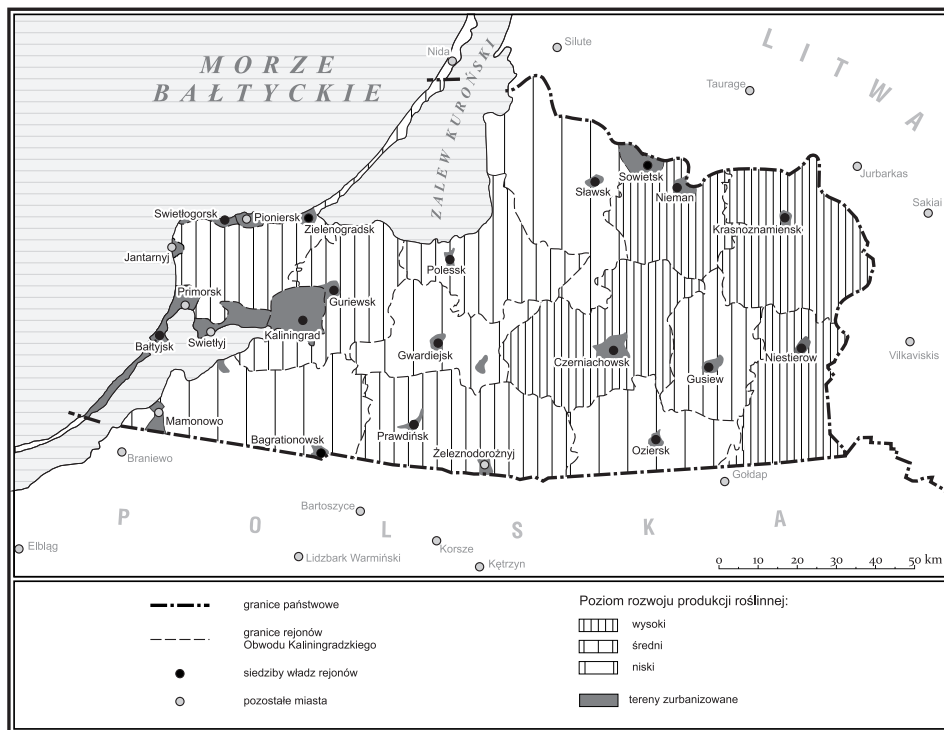 MORZE
BAŁTYCKIE
ZALEW KUROŃSKI
LITWA
Nida
Silute
Taurage
Jurbarkas
Sakiai
Vilkaviskis
Sowietsk
Sławsk
Nieman
Krasnoznamiensk
Swietłogorsk
Pioniersk
Zielenogradsk
Jantarnyj
Polessk
Primorsk
Guriewsk
Kaliningrad
Swietłyj
Bałtyjsk
Gwardiejsk
Czerniachowsk
Gusiew
Niestierow
Mamonowo
Bagrationowsk
Prawdińsk
Żeleznodorożnyj
Oziersk
Braniewo
Gołdap
Bartoszyce
POLSKA
Elbląg
Lidzbark Warmiński
Korsze
Kętrzyn
0 10 20 30 40 50 km
granice państwowe
granice rejonów
Obwodu Kaliningradzkiego
siedziby władz rejonów
pozostałe miasta
Poziom rozwoju produkcji roślinnej:
wysoki
średni
niski
tereny zurbanizowane